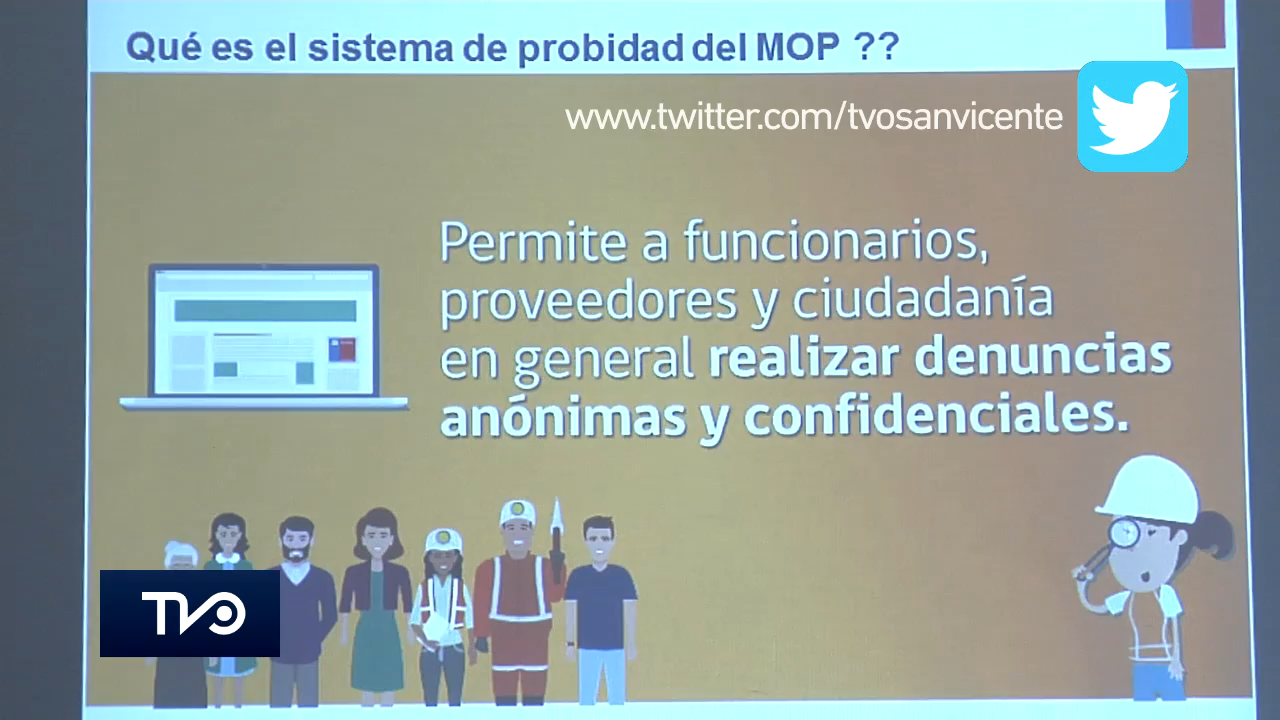 Qué es el sistema de probidad del MOP ??
www.twitter.com/tvosanvicente
Permite a funcionarios,
proveedores y ciudadanía
en general realizar denuncias
anónimas y confidenciales.
TVO